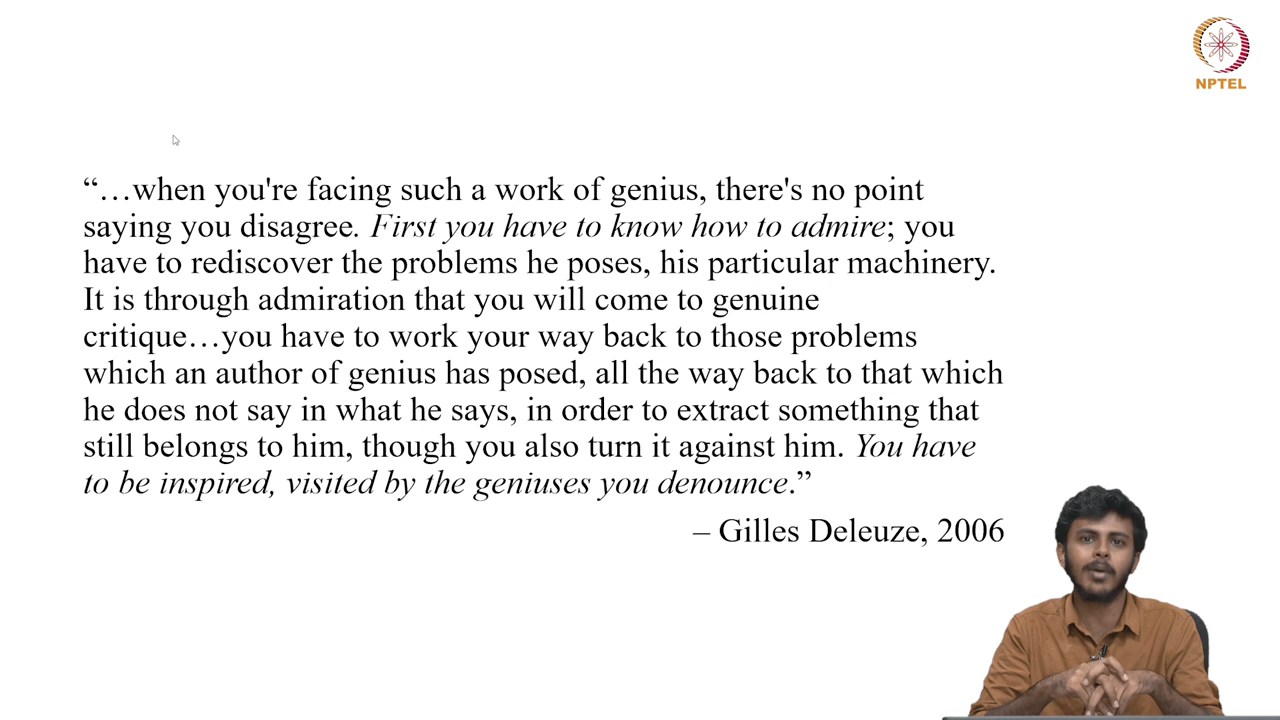 NPTEL
“…when you're facing such a work of genius, there's no point
saying you disagree. First you have to know how to admire; you
have to rediscover the problems he poses, his particular machinery.
It is through admiration that you will come to genuine
critique…you have to work your way back to those problems
which an author of genius has posed, all the way back to that which
he does not say in what he says, in order to extract something that
still belongs to him, though you also turn it against him. You have
to be inspired, visited by the geniuses you denounce.”
– Gilles Deleuze, 2006